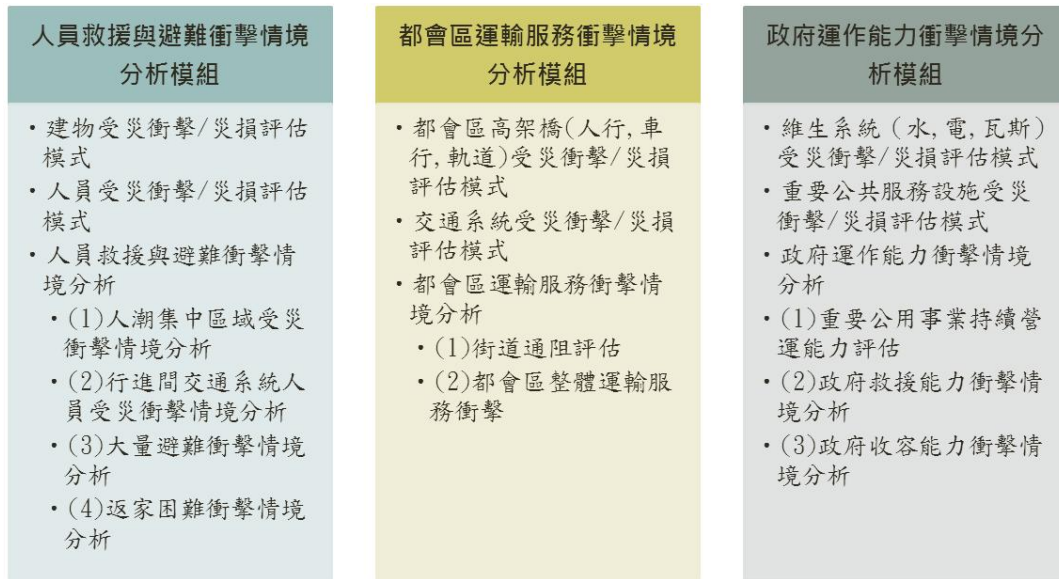 人員救援與避難衝擊情境
分析模組
・建物受災衝擊/災損評估
模式
・人員受災衝擊/災損評估
模式
・人員救援與避難衝擊情
境分析
・(1)人潮集中區域受災
衝擊情境分析
・(2)行進間交通系統人
員受災衝擊情境分析
・(3)大量避難衝擊情境
分析
・(4)返家困難衝擊情境
分析
都會區運輸服務衝擊情境
分析模組
・都會區高架橋(人行,車
行,軌道)受災衝擊/災損
評估模式
・交通系統受災衝擊/災損
評估模式
・都會區運輸服務衝擊情
境分析
・(1)街道通阻評估
・(2)都會區整體運輸服
務衝擊
政府運作能力衝擊情境分
析模組
・維生系統（水,電,瓦斯）
受災衝擊/災損評估模式
・重要公共服務設施受災
衝擊/災損評估模式
・政府運作能力衝擊情境
分析
・(1)重要公用事業持續營
運能力評估
・(2)政府救援能力衝擊情
境分析
・(3)政府收容能力衝擊情
境分析